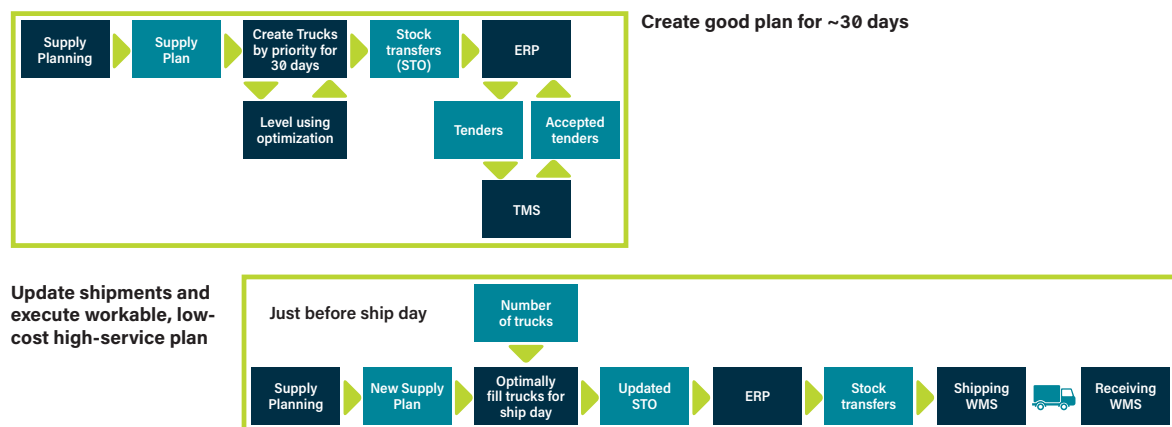 Create good plan for ~30 days
Supply
Planning
Supply
Plan
Create Trucks
by priority for
30 days
Stock
transfers
(STO)
ERP
Level using
optimization
Tenders
Accepted
tenders
TMS
Update shipments and
execute workable, low-
cost high-service plan
Just before ship day
Number
of trucks
Supply
Planning
New Supply
Plan
Optimally
fill trucks for
ship day
Updated
STO
ERP
Stock
transfers
Shipping
WMS
Receiving
WMS